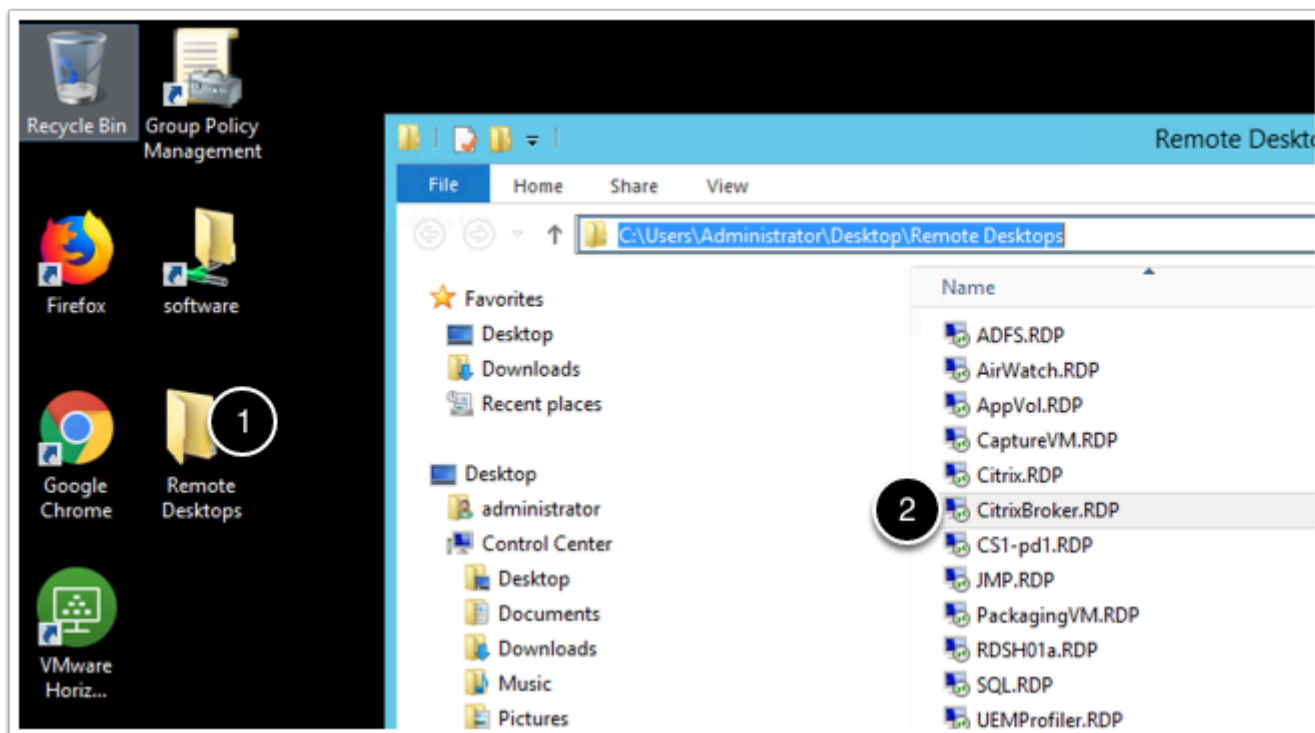 Recycle Bin
Group Policy
Management
Firefox
software
Google
Chrome
1
Remote
Desktops
VMware
Horiz...
Remote Deskto
File
Home
Share
View
C:\Users\Administrator\Desktop\Remote Desktops
Favorites
Desktop
Downloads
Recent places
Desktop
administrator
Control Center
Desktop
Documents
Downloads
Music
Pictures
Name
ADFS.RDP
AirWatch.RDP
AppVol.RDP
CaptureVM.RDP
Citrix.RDP
2
CitrixBroker.RDP
CS1-pd1.RDP
JMP.RDP
PackagingVM.RDP
RDSH01a.RDP
SQL.RDP
UEMProfiler.RDP